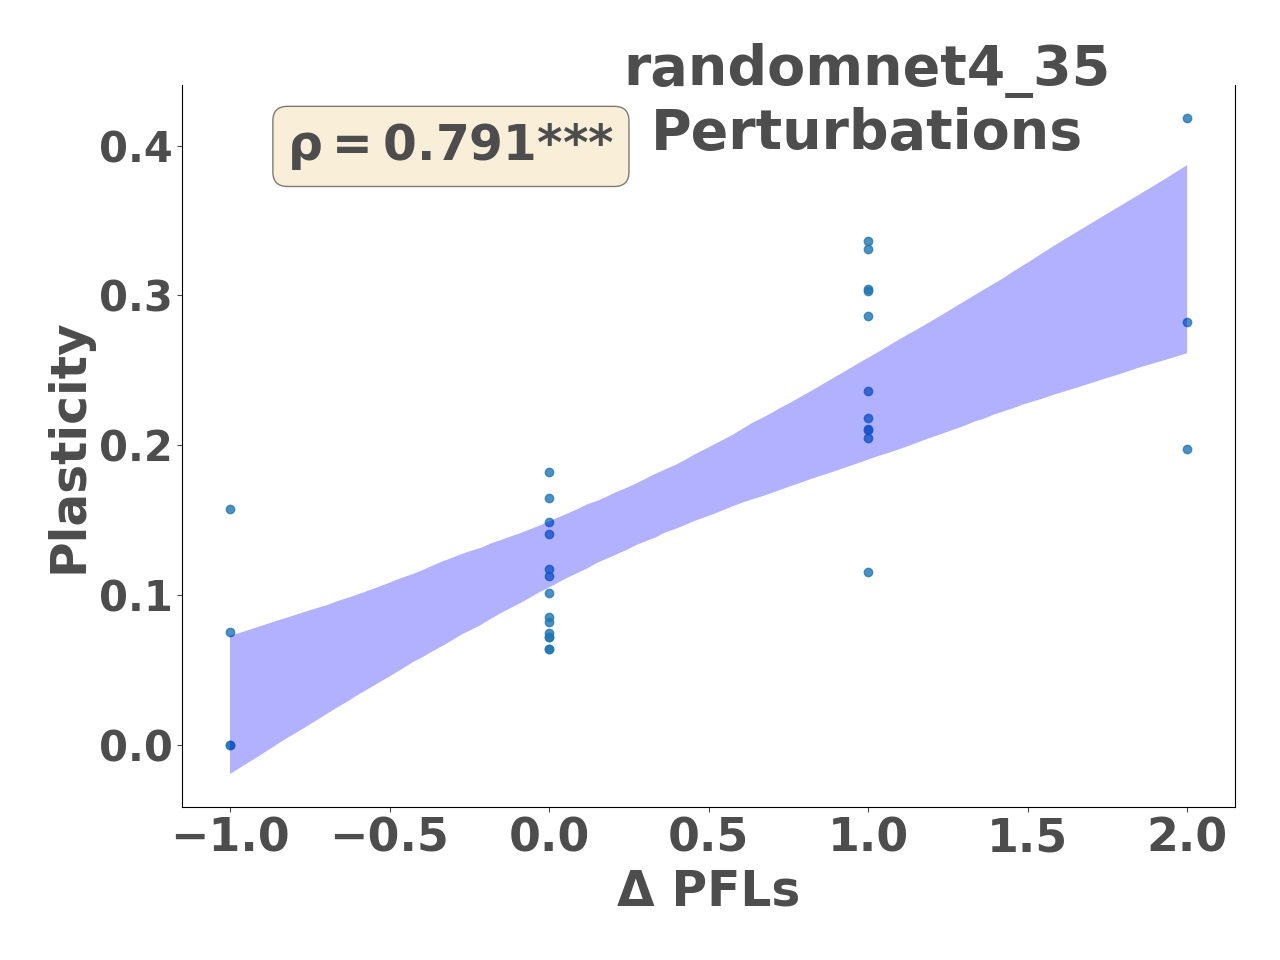 randomnet4_35
Perturbations
ρ = 0.791***
0.4
0.3
0.2
0.1
0.0
Plasticity
−1.0 −0.5 0.0 0.5 1.0 1.5 2.0
Δ PFLs